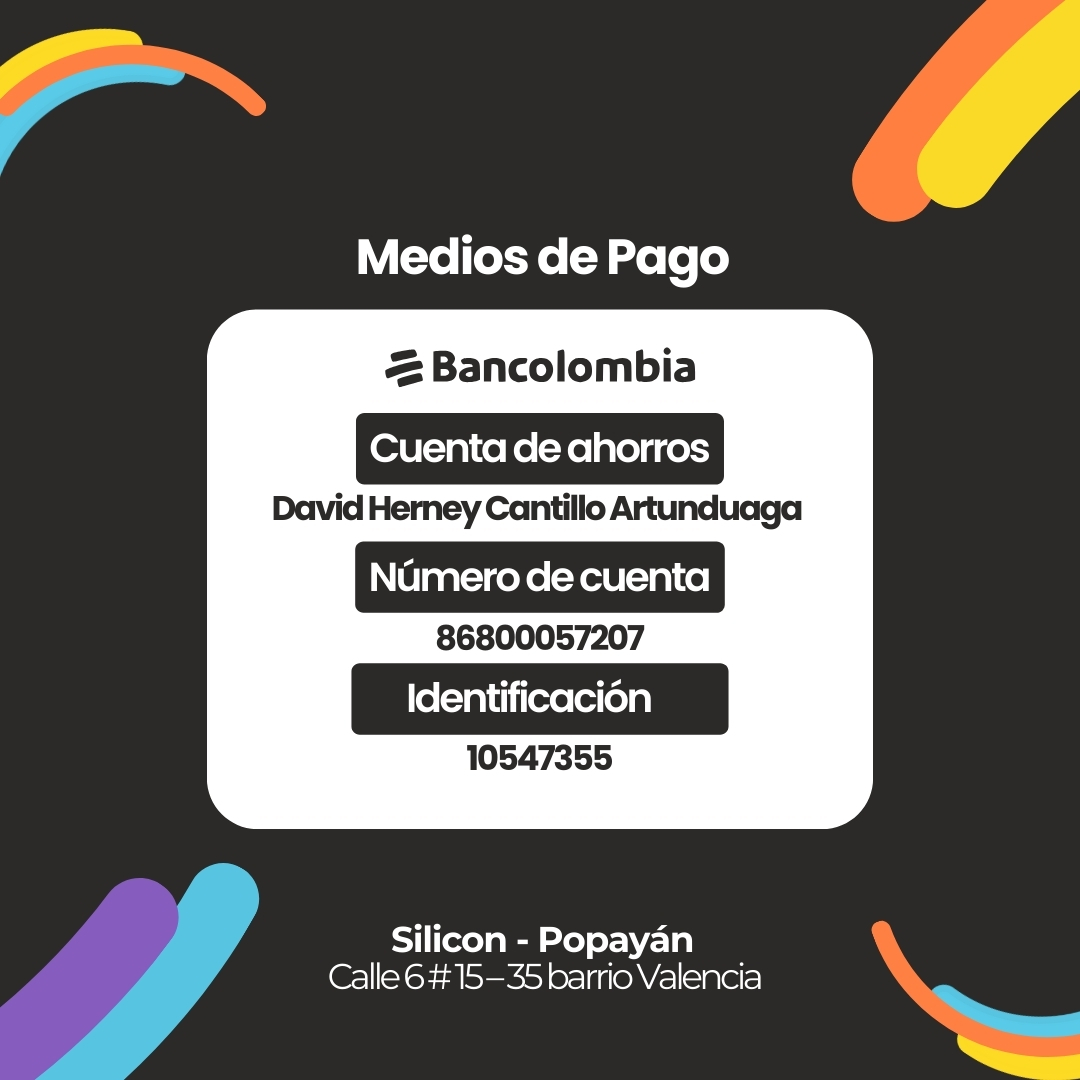 Medios de Pago
Bancolombia
Cuenta de ahorros
David Herney Cantillo Artunduaga
Número de cuenta
86800057207
Identificación
10547355
Silicon - Popayán
Calle 6 # 15 – 35 barrio Valencia